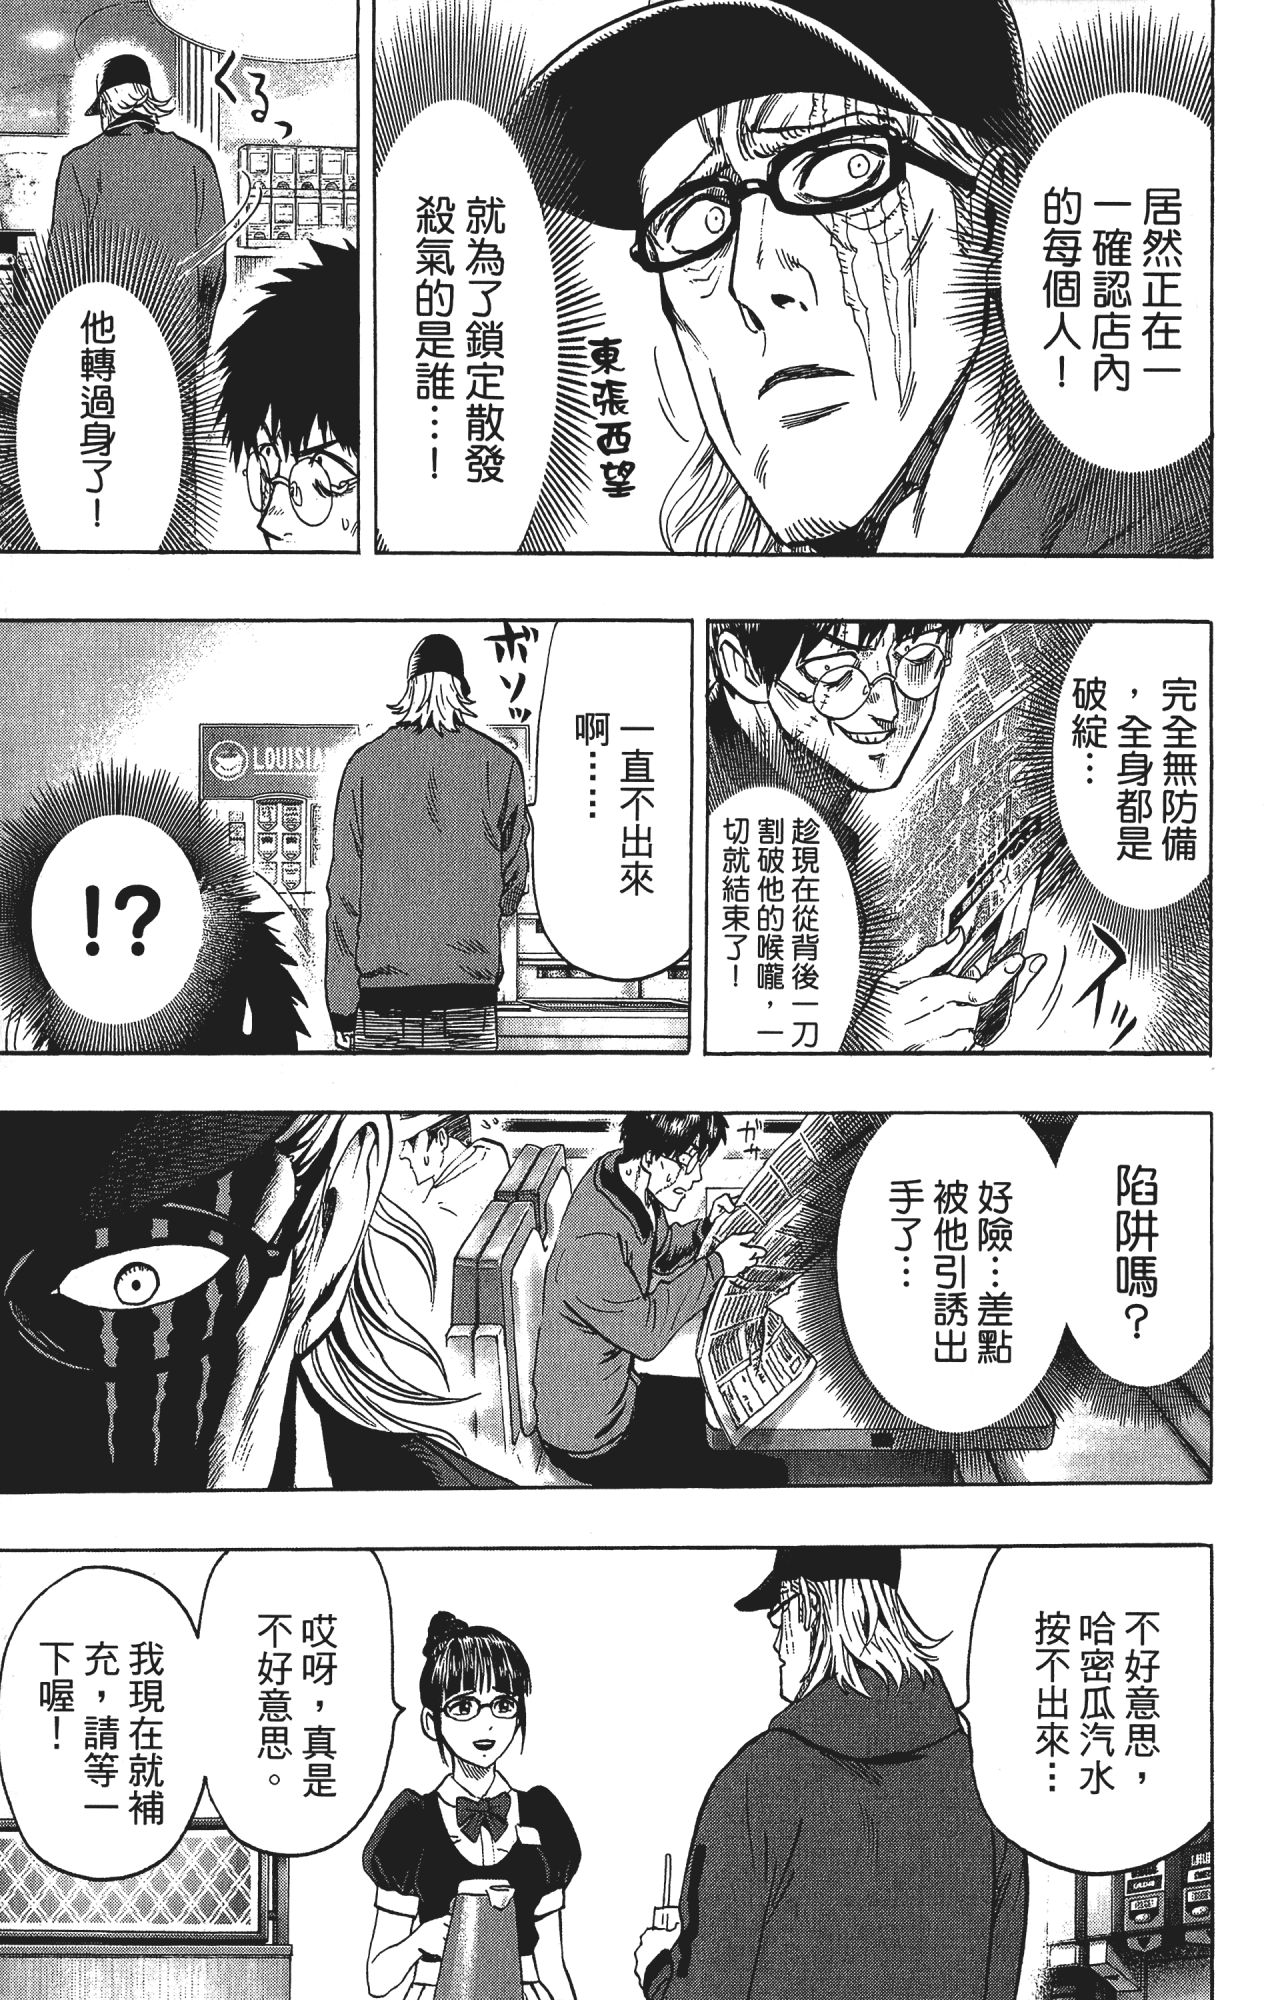 居然正在一
一確認店內
的每個人！
就為了鎖定散發
殺氣的是誰…！
東張西望
くるっ
他轉過身了！
完全無防備
，全身都是
破綻…
趁現在從背後一刀
割破他的喉嚨，一
切就結束了！
スッ
一直不出來
啊……
ボソッ
LOUISIA
!?
陷阱嗎？
好險…差點
被他引誘出
手了…
ガサ
不好意思，
哈密瓜汽水
按不出來…
哎呀，真是
不好意思。
我現在就補
充，請等一
下喔！